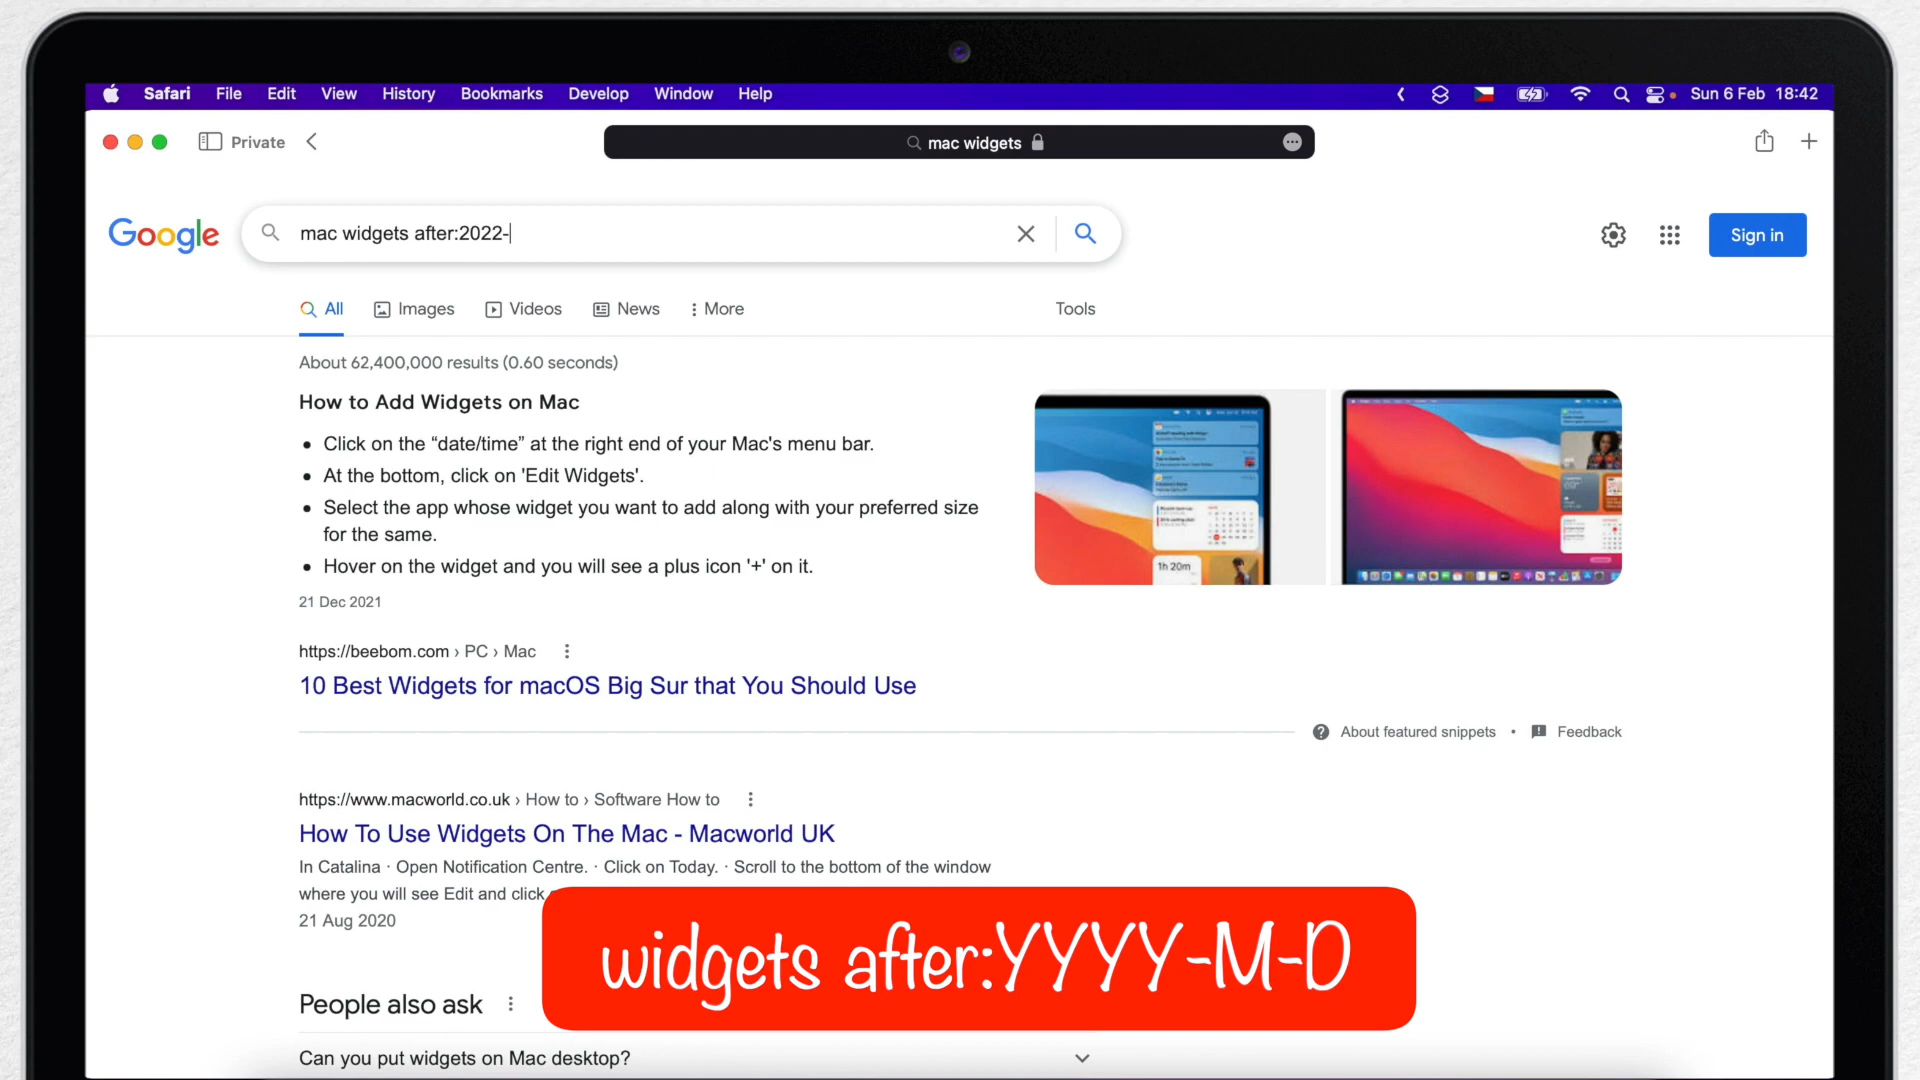 Safari File Edit View History Bookmarks Develop Window Help Sun 6 Feb 18:42
Private mac widgets
Google mac widgets after:2022- Sign in
All Images Videos News More Tools
About 62,400,000 results (0.60 seconds)
How to Add Widgets on Mac
• Click on the “date/time” at the right end of your Mac's menu bar.
• At the bottom, click on 'Edit Widgets'.
• Select the app whose widget you want to add along with your preferred size
for the same.
• Hover on the widget and you will see a plus icon '+' on it.
1h 20m
21 Dec 2021
https://beebom.com › PC › Mac
10 Best Widgets for macOS Big Sur that You Should Use
About featured snippets • Feedback
https://www.macworld.co.uk › How to › Software How to
How To Use Widgets On The Mac - Macworld UK
In Catalina · Open Notification Centre. · Click on Today. · Scroll to the bottom of the window
where you will see Edit and click
21 Aug 2020
widgets after:YYYY-M-D
People also ask
Can you put widgets on Mac desktop?